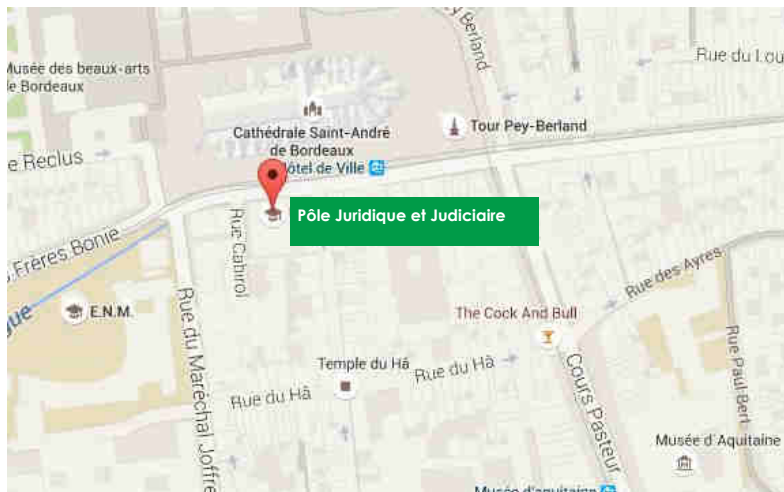 Musée des beaux-arts
de Bordeaux
Pey Berland
Rue du Lou
Cathédrale Saint-André
de Bordeaux
Hôtel de Ville
Tour Pey-Berland
e Reclus
Pôle Juridique et Judiciaire
Rue Cabirol
s Frères Bonie
gue
E.N.M.
Rue du Maréchal Joffre
Rue des Ayres
The Cock And Bull
Temple du Hâ
Rue du Hâ
Rue du Hâ
Cours Pasteur
Rue Paul Bert
Musée d'Aquitaine
Musée d'aquitaine